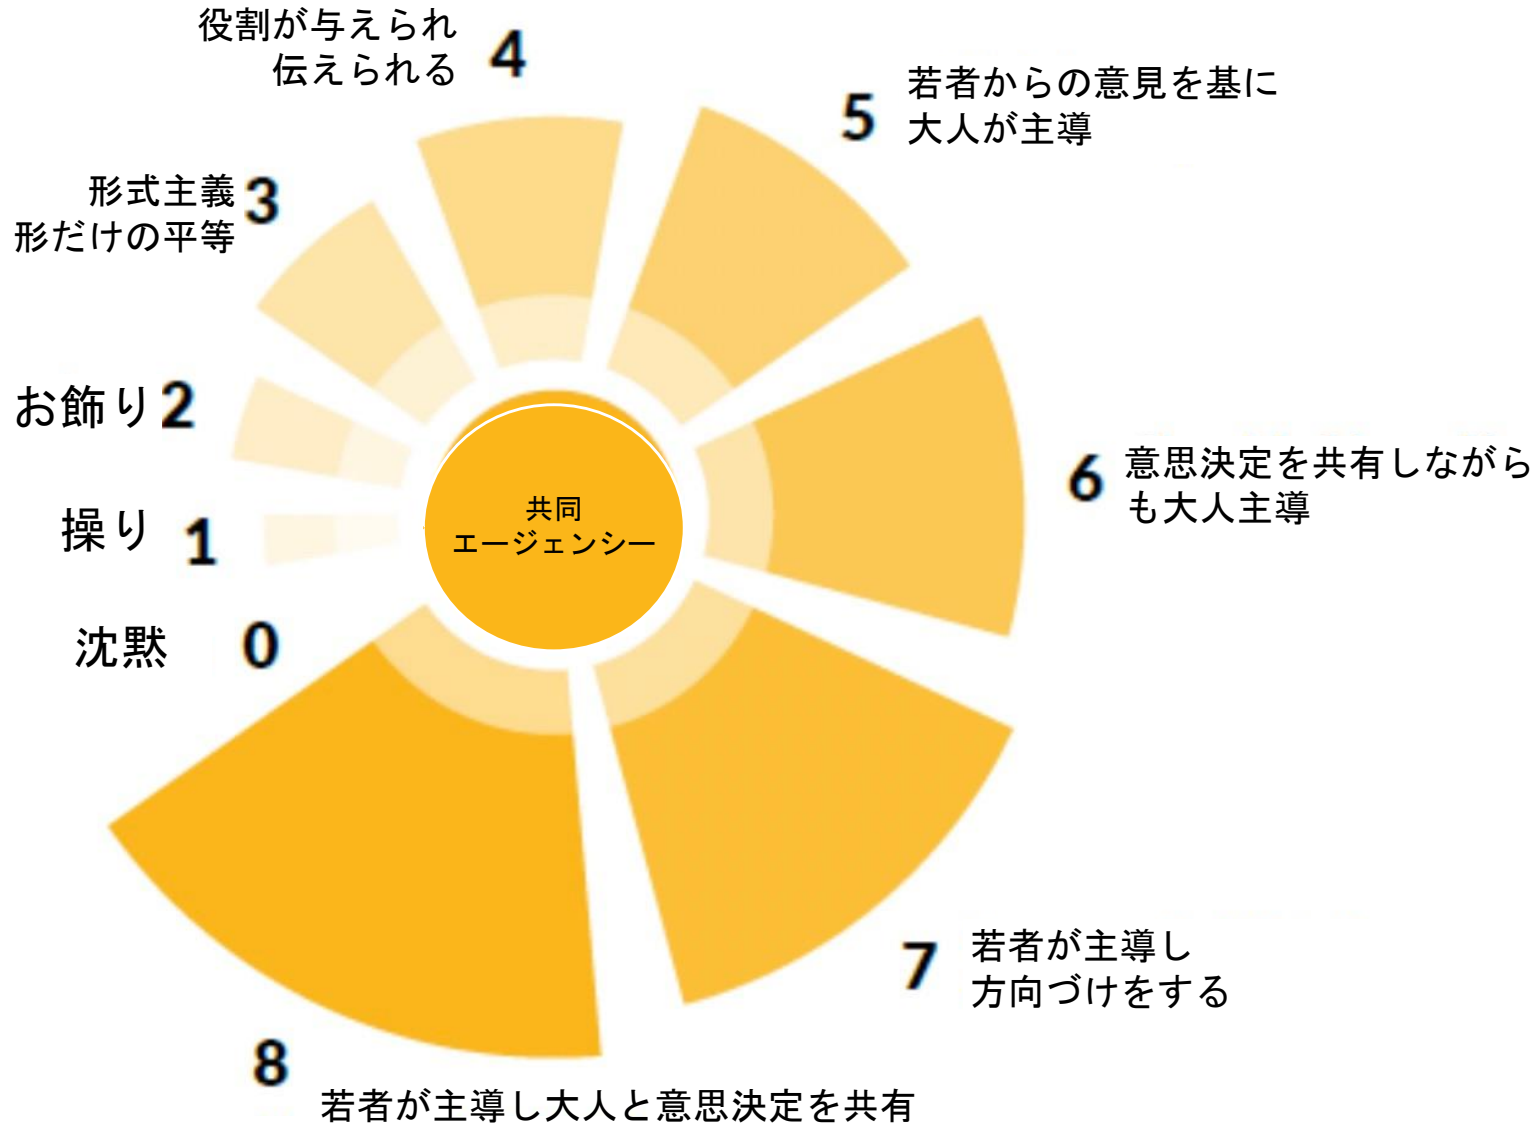 役割が与えられ
伝えられる
4
5
若者からの意見を基に
大人が主導
形式主義
形だけの平等
3
お飾り2
6
意思決定を共有しながら
も大人主導
共同
エージェンシー
操り 1
沈黙 0
7
若者が主導し
方向づけをする
8
若者が主導し大人と意思決定を共有